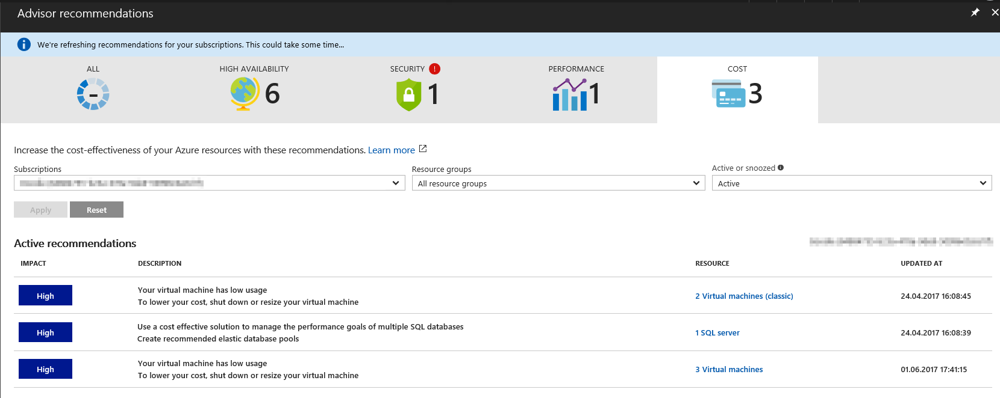 Advisor recommendations
We're refreshing recommendations for your subscriptions. This could take some time...
ALL
-
HIGH AVAILABILITY
6
SECURITY !
1
PERFORMANCE
1
COST
3
Increase the cost-effectiveness of your Azure resources with these recommendations. Learn more
Subscriptions
Resource groups
All resource groups
Active or snoozed
Active
Apply
Reset
Active recommendations
IMPACT DESCRIPTION RESOURCE UPDATED AT
High
Your virtual machine has low usage
To lower your cost, shut down or resize your virtual machine
2 Virtual machines (classic)
24.04.2017 16:08:45
High
Use a cost effective solution to manage the performance goals of multiple SQL databases
Create recommended elastic database pools
1 SQL server
24.04.2017 16:08:39
High
Your virtual machine has low usage
To lower your cost, shut down or resize your virtual machine
3 Virtual machines
01.06.2017 17:41:15